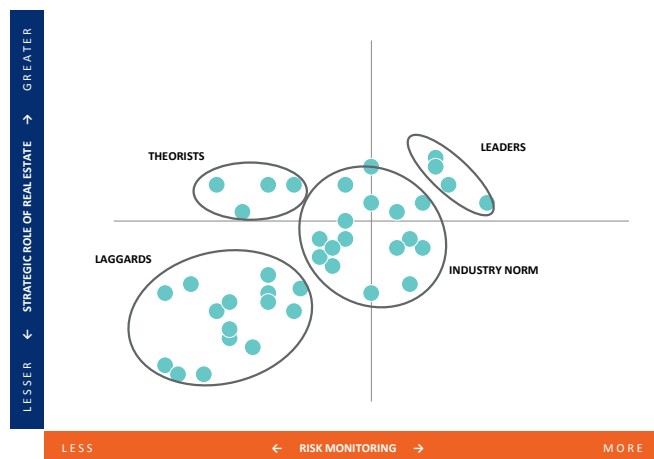 THEORISTS
LEADERS
LAGGARDS
INDUSTRY NORM
LESSER ← STRATEGIC ROLE OF REAL ESTATE → GREATER
LESS ← RISK MONITORING → MORE